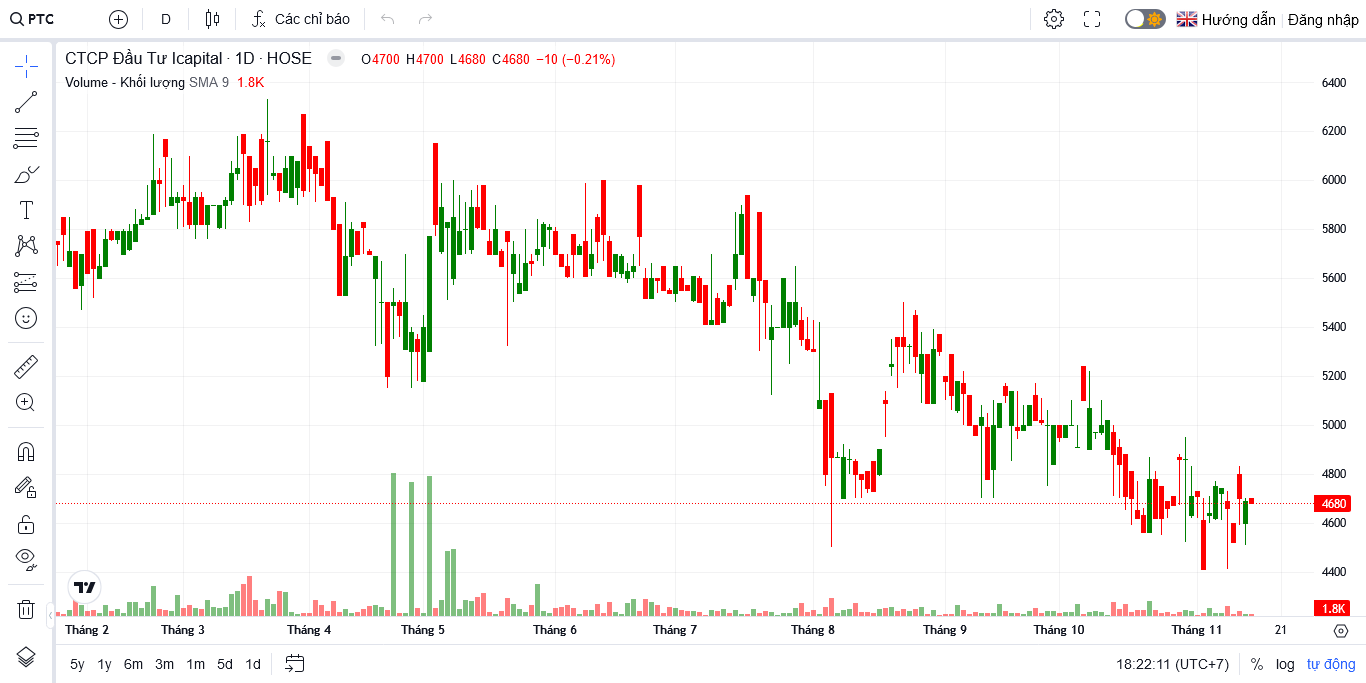 PTC D Các chỉ báo Hướng dẫn Đăng nhập
CTCP Đầu Tư Icapital · 1D · HOSE O4700 H4700 L4680 C4680 −10 (−0.21%)
Volume - Khối lượng SMA 9 1.8K
6400
6200
6000
5800
5600
5400
5200
5000
4800
4680
4600
4400
1.8K
Tháng 2 Tháng 3 Tháng 4 Tháng 5 Tháng 6 Tháng 7 Tháng 8 Tháng 9 Tháng 10 Tháng 11 21
5y 1y 6m 3m 1m 5d 1d 18:22:11 (UTC+7) % log tự động